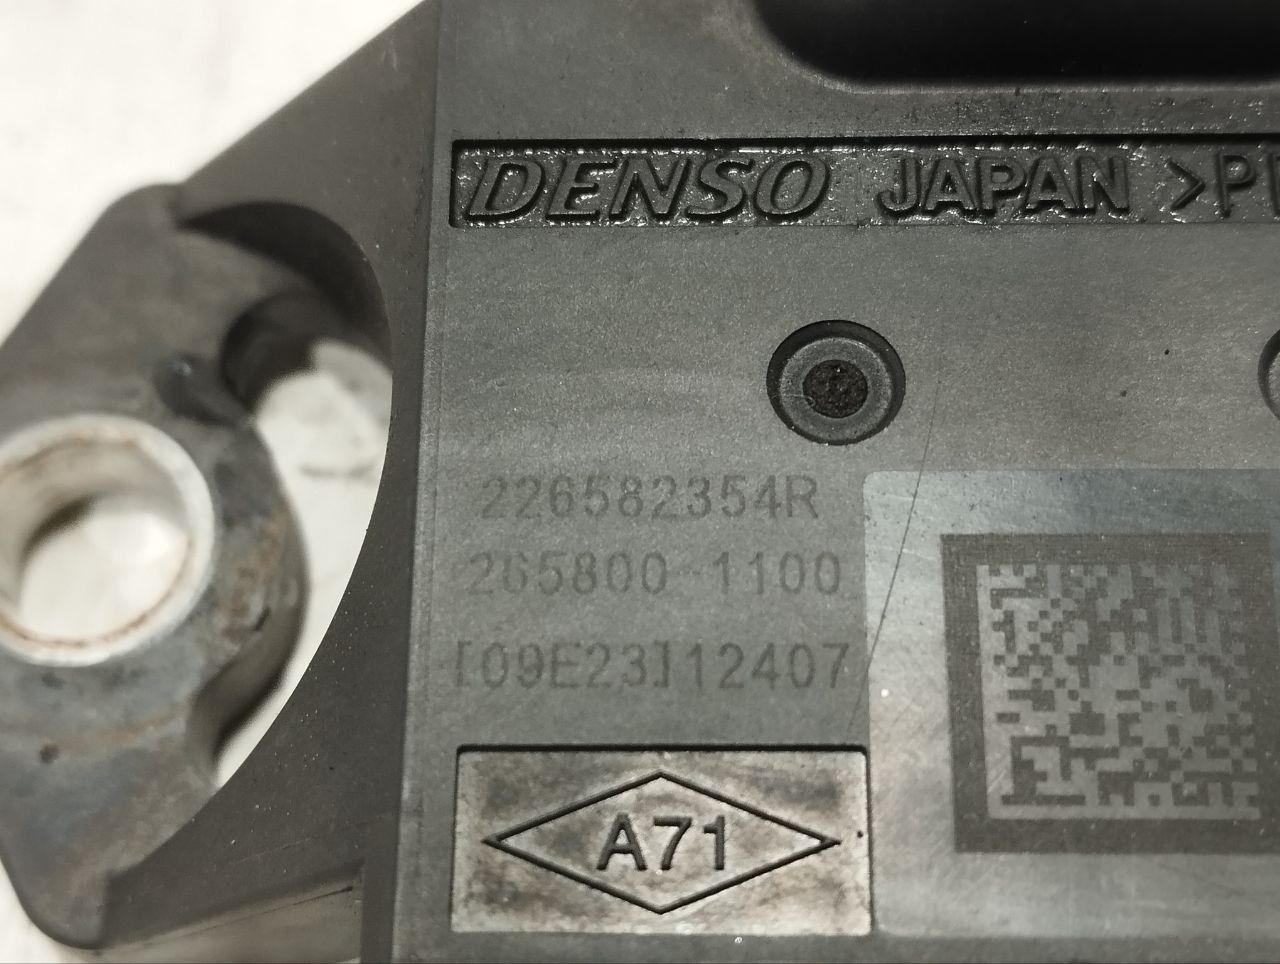 DENSO JAPAN >P
226582354R
265800-1100
[09E23]12407
A71